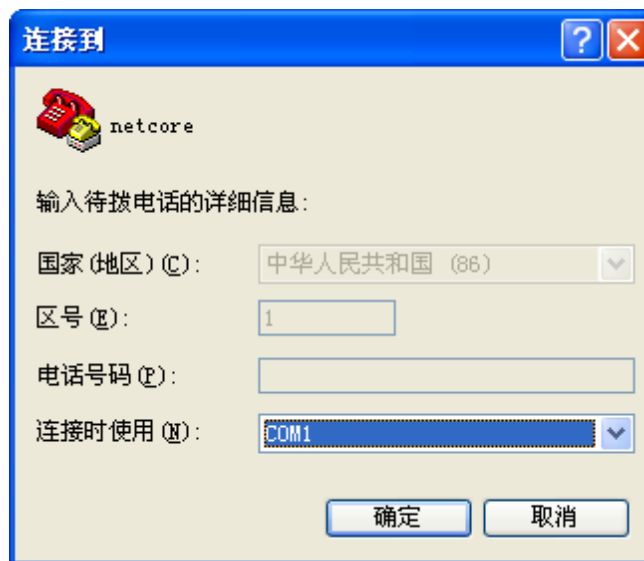 连接到
netcore
输入待拨电话的详细信息:
国家(地区)(C): 中华人民共和国 (86)
区号(E): 1
电话号码(P):
连接时使用(N): COM1
确定 取消